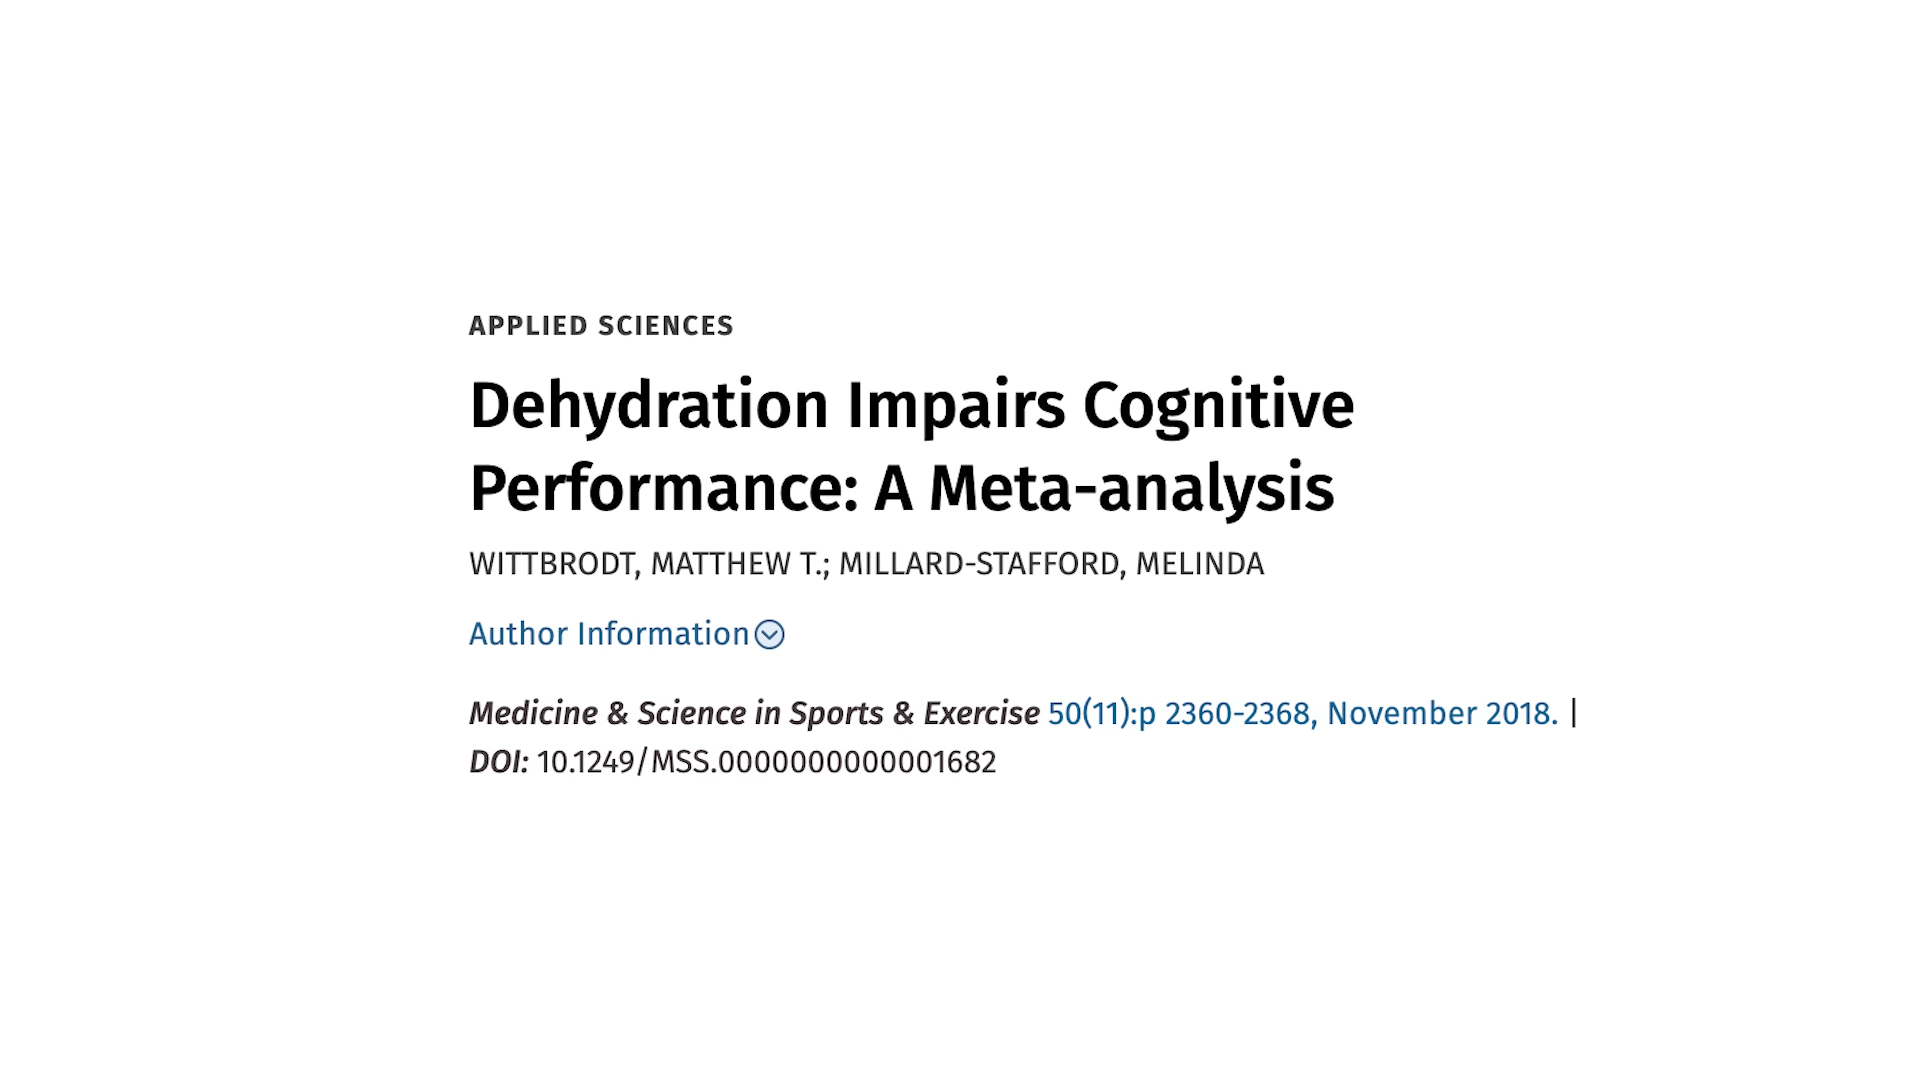 APPLIED SCIENCES
Dehydration Impairs Cognitive
Performance: A Meta-analysis
WITTBRODT, MATTHEW T.; MILLARD-STAFFORD, MELINDA
Author Information
Medicine & Science in Sports & Exercise 50(11):p 2360-2368, November 2018. |
DOI: 10.1249/MSS.0000000000001682